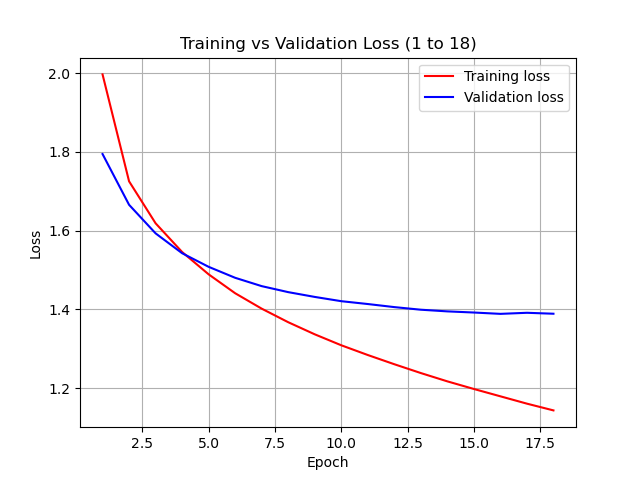 Training vs Validation Loss (1 to 18)
Training loss
Validation loss
2.0
1.8
1.6
1.4
1.2
Loss
2.5 5.0 7.5 10.0 12.5 15.0 17.5
Epoch